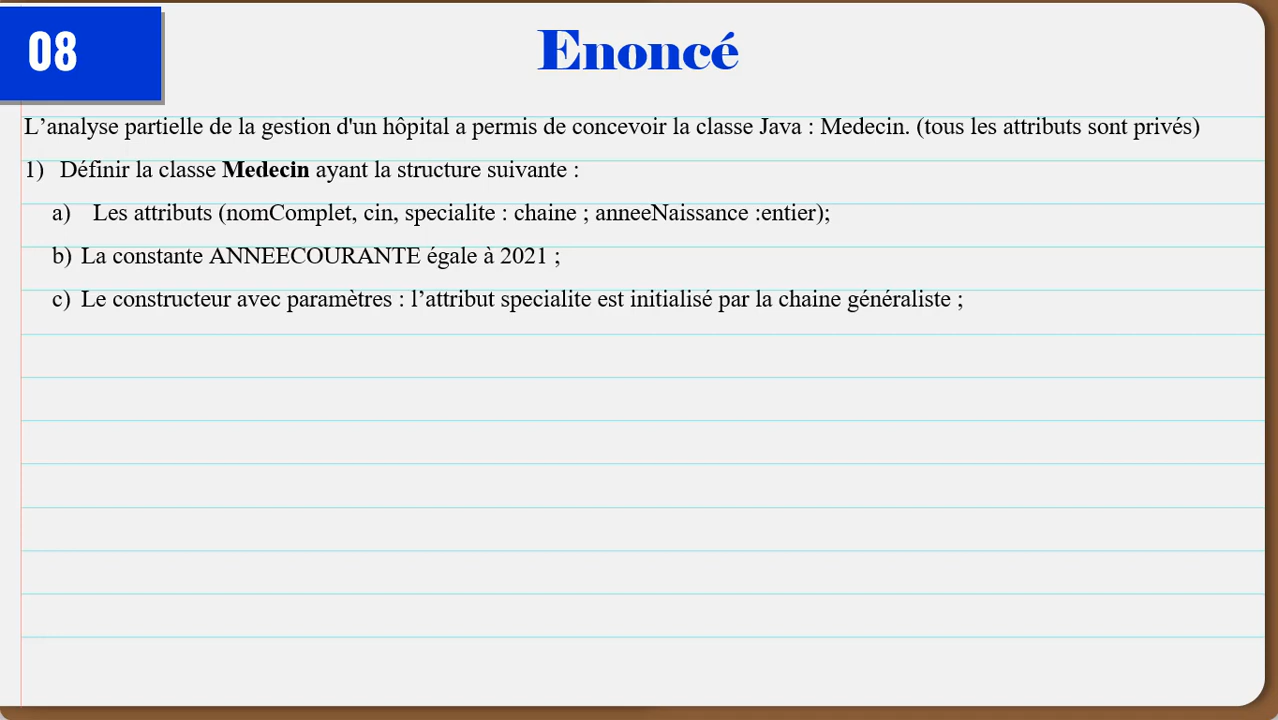 08
Enoncé
L’analyse partielle de la gestion d'un hôpital a permis de concevoir la classe Java : Medecin. (tous les attributs sont privés)
1) Définir la classe Medecin ayant la structure suivante :
a) Les attributs (nomComplet, cin, specialite : chaine ; anneeNaissance :entier);
b) La constante ANNEECOURANTE égale à 2021 ;
c) Le constructeur avec paramètres : l’attribut specialite est initialisé par la chaine généraliste ;